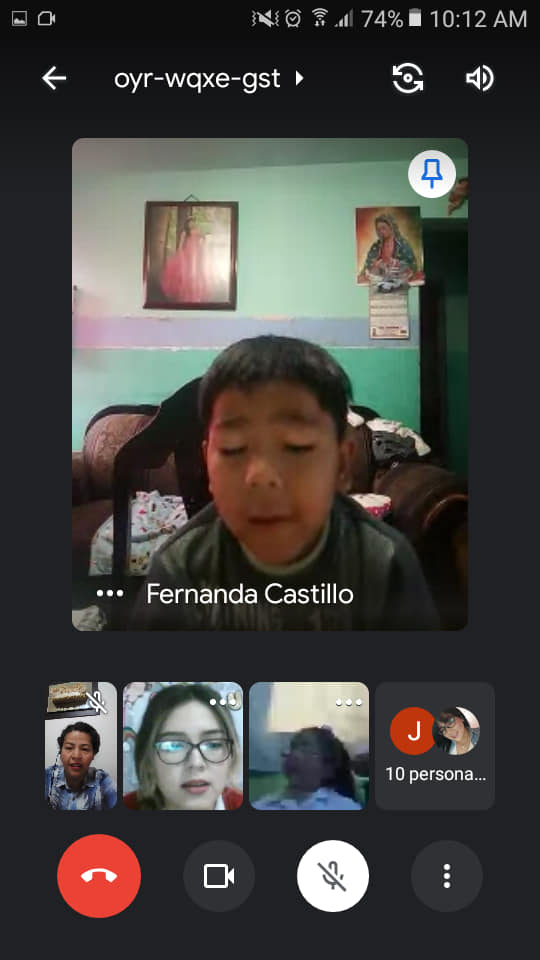 74% 10:12 AM
oyr-wqxe-gst
Fernanda Castillo
J
10 persona...